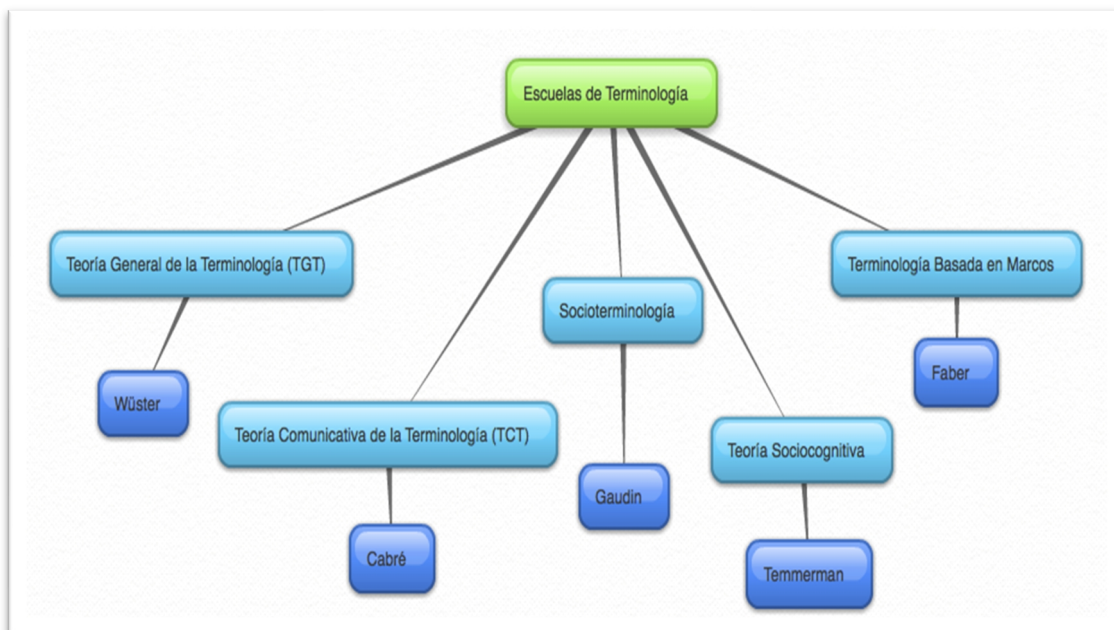 Escuelas de Terminología
Teoría General de la Terminología (TGT)
Terminología Basada en Marcos
Socioterminología
Faber
Wüster
Teoría Comunicativa de la Terminología (TCT)
Teoría Sociocognitiva
Gaudin
Cabré
Temmerman